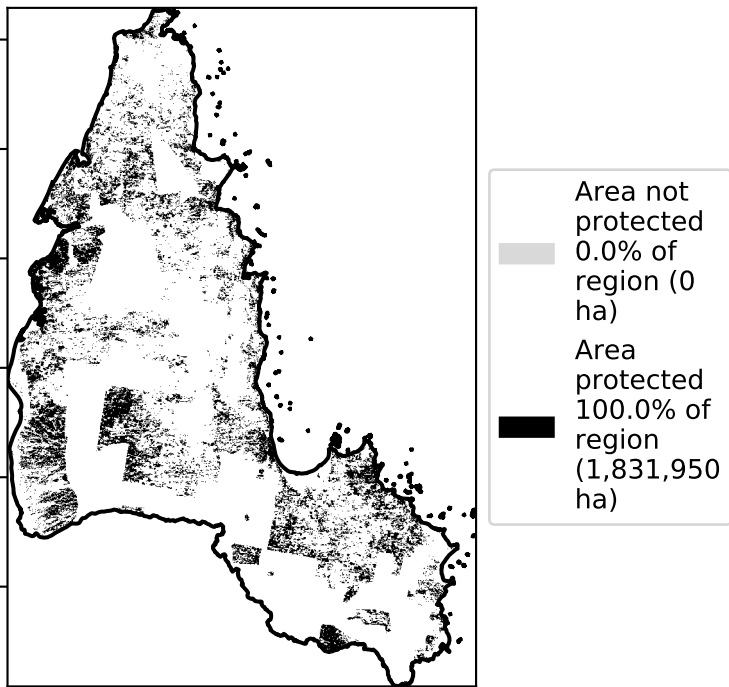 Area not
protected
0.0% of
region (0
ha)
Area
protected
100.0% of
region
(1,831,950
ha)